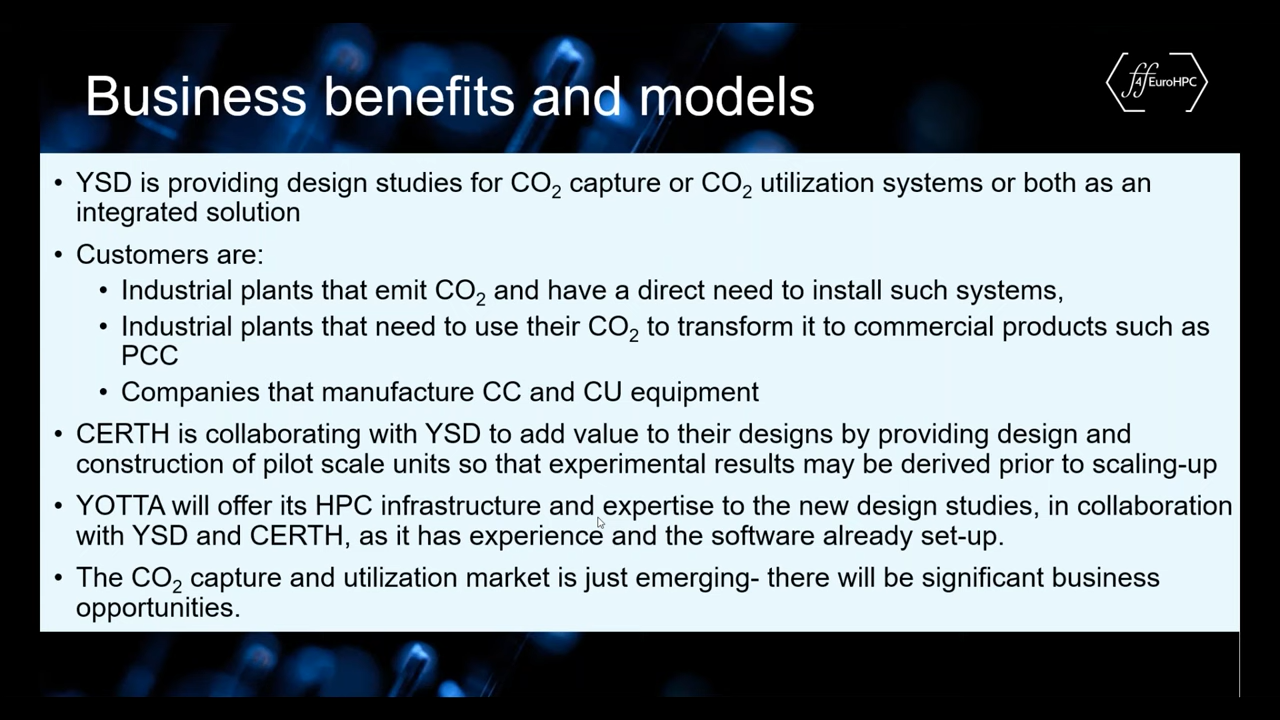 Business benefits and models
ff4EuroHPC
• YSD is providing design studies for CO₂ capture or CO₂ utilization systems or both as an
integrated solution
• Customers are:
• Industrial plants that emit CO₂ and have a direct need to install such systems,
• Industrial plants that need to use their CO₂ to transform it to commercial products such as
PCC
• Companies that manufacture CC and CU equipment
• CERTH is collaborating with YSD to add value to their designs by providing design and
construction of pilot scale units so that experimental results may be derived prior to scaling-up
• YOTTA will offer its HPC infrastructure and expertise to the new design studies, in collaboration
with YSD and CERTH, as it has experience and the software already set-up.
• The CO₂ capture and utilization market is just emerging- there will be significant business
opportunities.